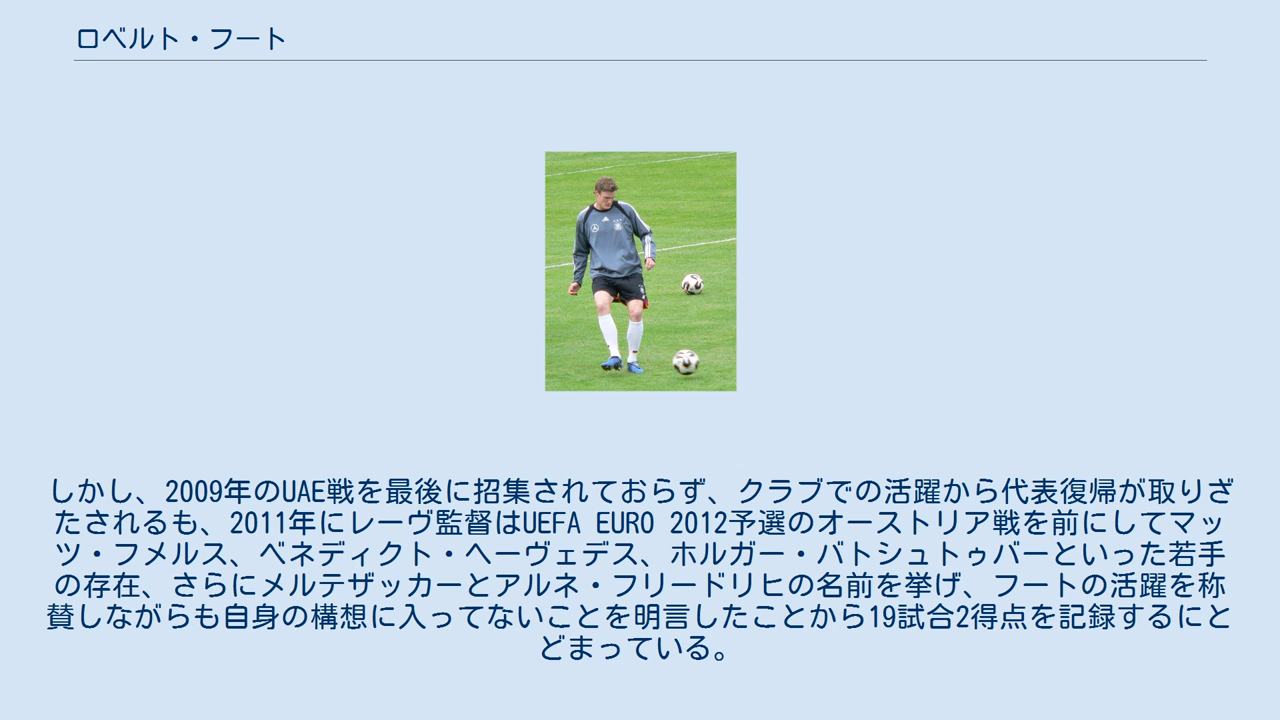 ロベルト・フート
しかし、2009年のUAE戦を最後に招集されておらず、クラブでの活躍から代表復帰が取りざ
たされるも、2011年にレーヴ監督はUEFA EURO 2012予選のオーストリア戦を前にしてマッ
ツ・フメルス、ベネディクト・ヘーヴェデス、ホルガー・バトシュトゥバーといった若手
の存在、さらにメルテザッカーとアルネ・フリードリヒの名前を挙げ、フートの活躍を称
賛しながらも自身の構想に入ってないことを明言したことから19試合2得点を記録するにと
どまっている。